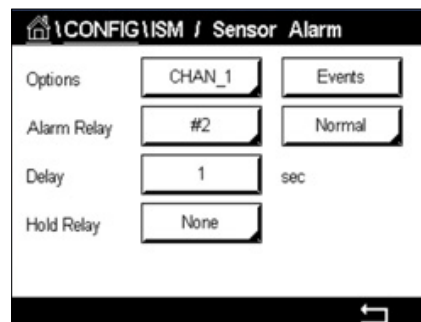 \CONFIG\ISM / Sensor Alarm
Options CHAN_1 Events
Alarm Relay #2 Normal
Delay 1 sec
Hold Relay None